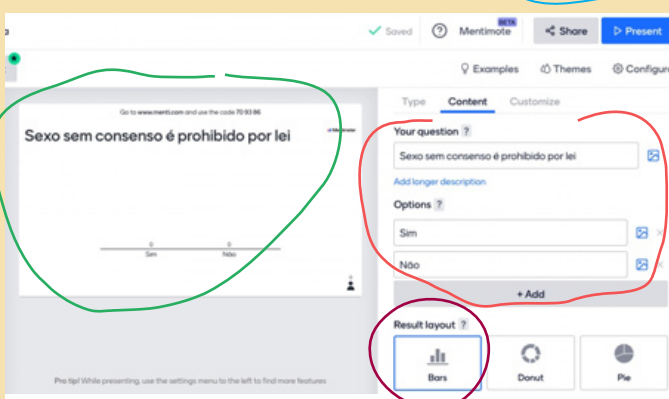 Saved
Mentimote
BETA
Share
Present
Examples
Themes
Configure
Go to www.menti.com and use the code 70 93 86
Sexo sem consenso é prohibido por lei
Mentimeter
0
0
Sim
Não
0
Pro tip! While presenting, use the settings menu to the left to find more features
Type Content Customize
Your question ?
Sexo sem consenso é prohibido por lei
Add longer description
Options ?
Sim
Não
+ Add
Result layout ?
Bars
Donut
Pie